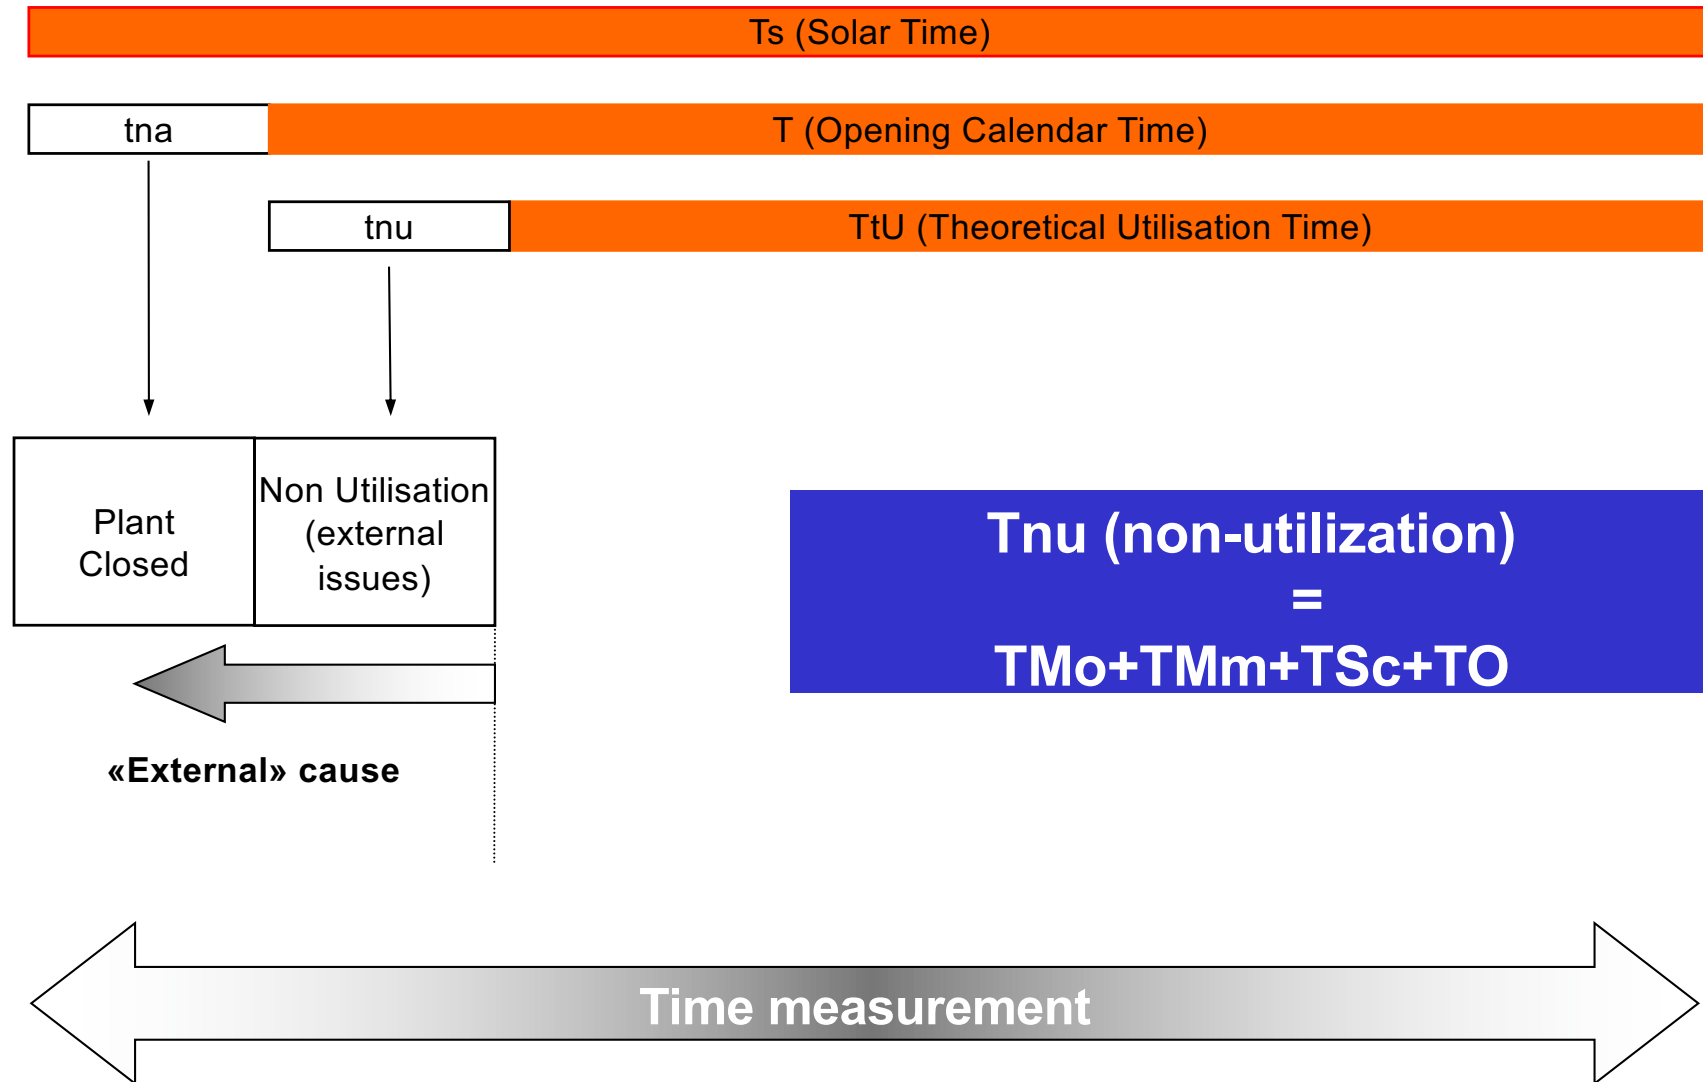 Ts (Solar Time)
tna
T (Opening Calendar Time)
tnu
TtU (Theoretical Utilisation Time)
Plant
Closed
Non Utilisation
(external
issues)
Tnu (non-utilization)
=
TMo+TMm+TSc+TO
«External» cause
Time measurement